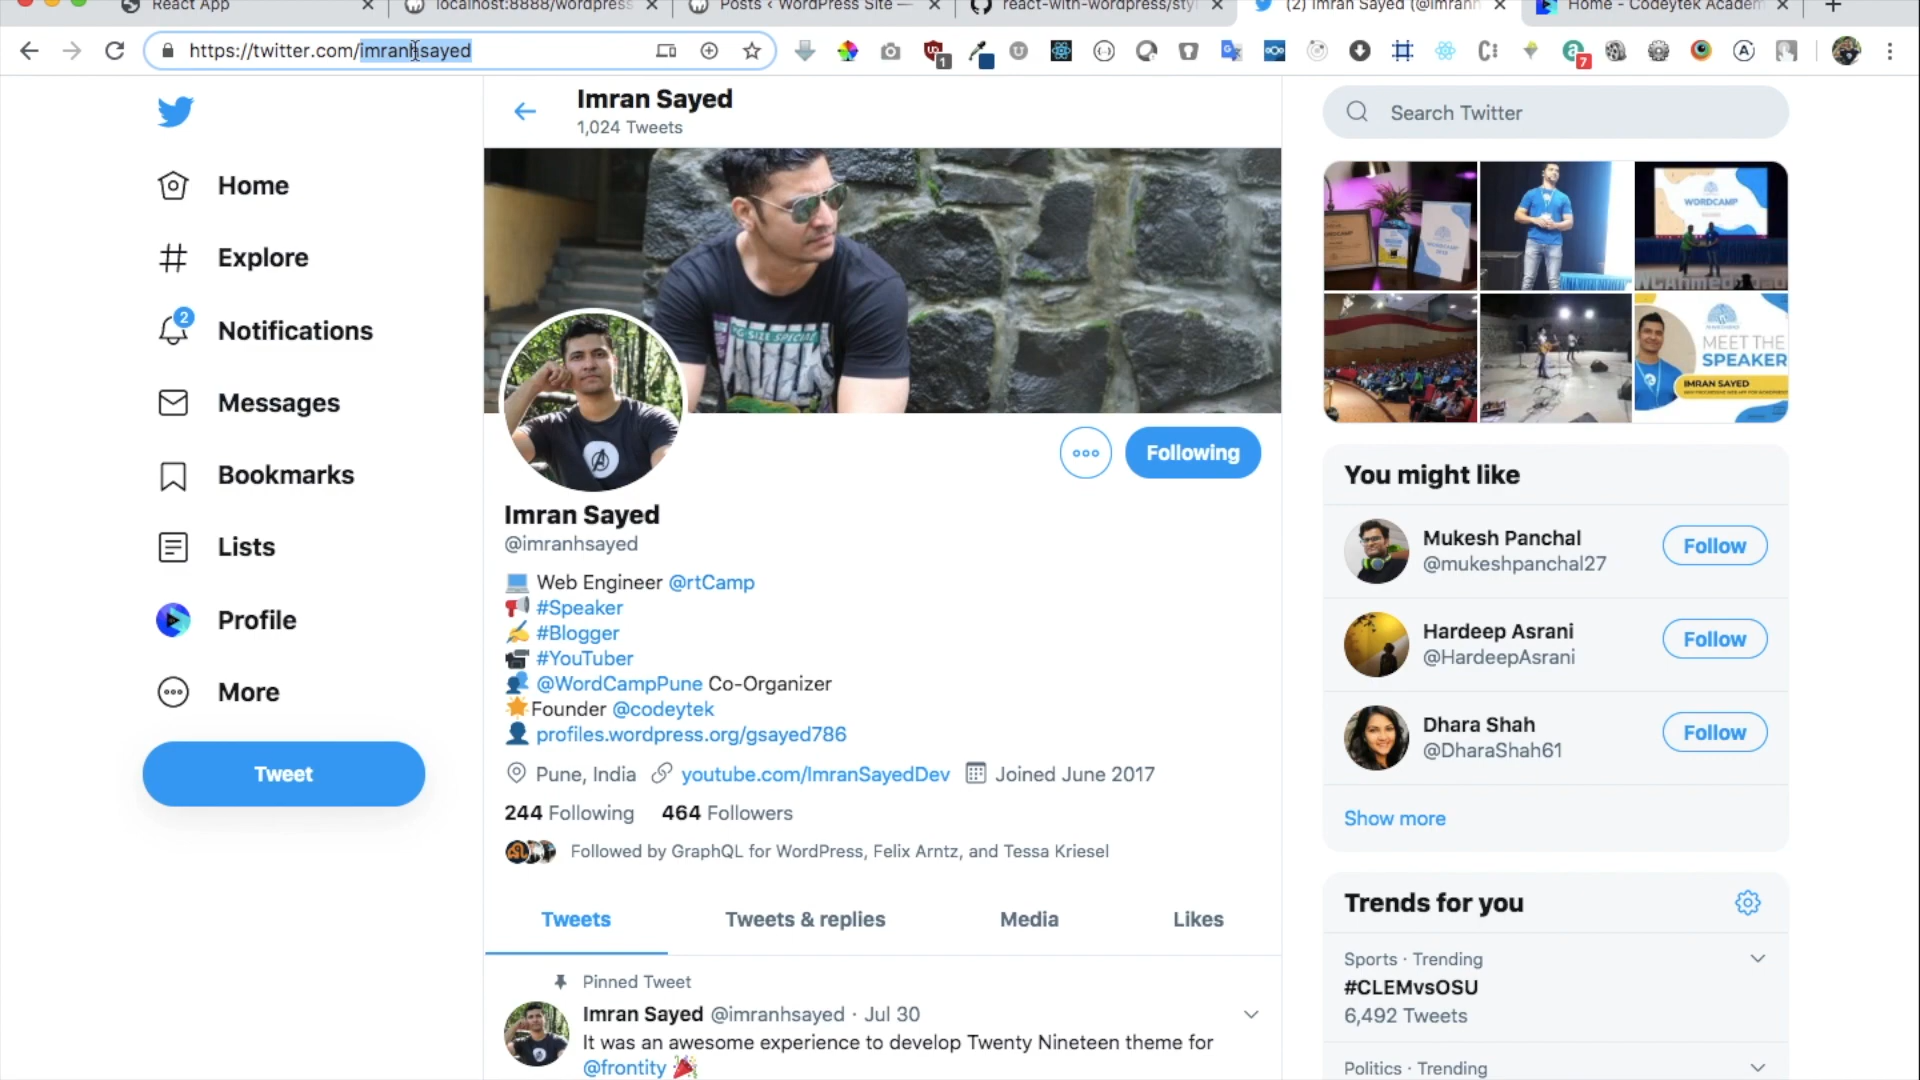 React App
localhost:8888/wordpress
Posts ‹ WordPress Site —
react-with-wordpress/styl
(2) Imran Sayed (@imranh
Home - Codeytek Academ
https://twitter.com/imranhsayed
1
7
Imran Sayed
1,024 Tweets
Search Twitter
Home
Explore
2
Notifications
Messages
Bookmarks
Lists
Profile
More
Tweet
WORDCAMP
MEET THE
SPEAKER
IMRAN SAYED
Following
Imran Sayed
@imranhsayed
Web Engineer @rtCamp
#Speaker
#Blogger
#YouTuber
@WordCampPune Co-Organizer
Founder @codeytek
profiles.wordpress.org/gsayed786
Pune, India youtube.com/ImranSayedDev Joined June 2017
244 Following 464 Followers
Followed by GraphQL for WordPress, Felix Arntz, and Tessa Kriesel
Tweets Tweets & replies Media Likes
Pinned Tweet
Imran Sayed @imranhsayed · Jul 30
It was an awesome experience to develop Twenty Nineteen theme for
@frontity
You might like
Mukesh Panchal
@mukeshpanchal27
Follow
Hardeep Asrani
@HardeepAsrani
Follow
Dhara Shah
@DharaShah61
Follow
Show more
Trends for you
Sports · Trending
#CLEMvsOSU
6,492 Tweets
Politics · Trending